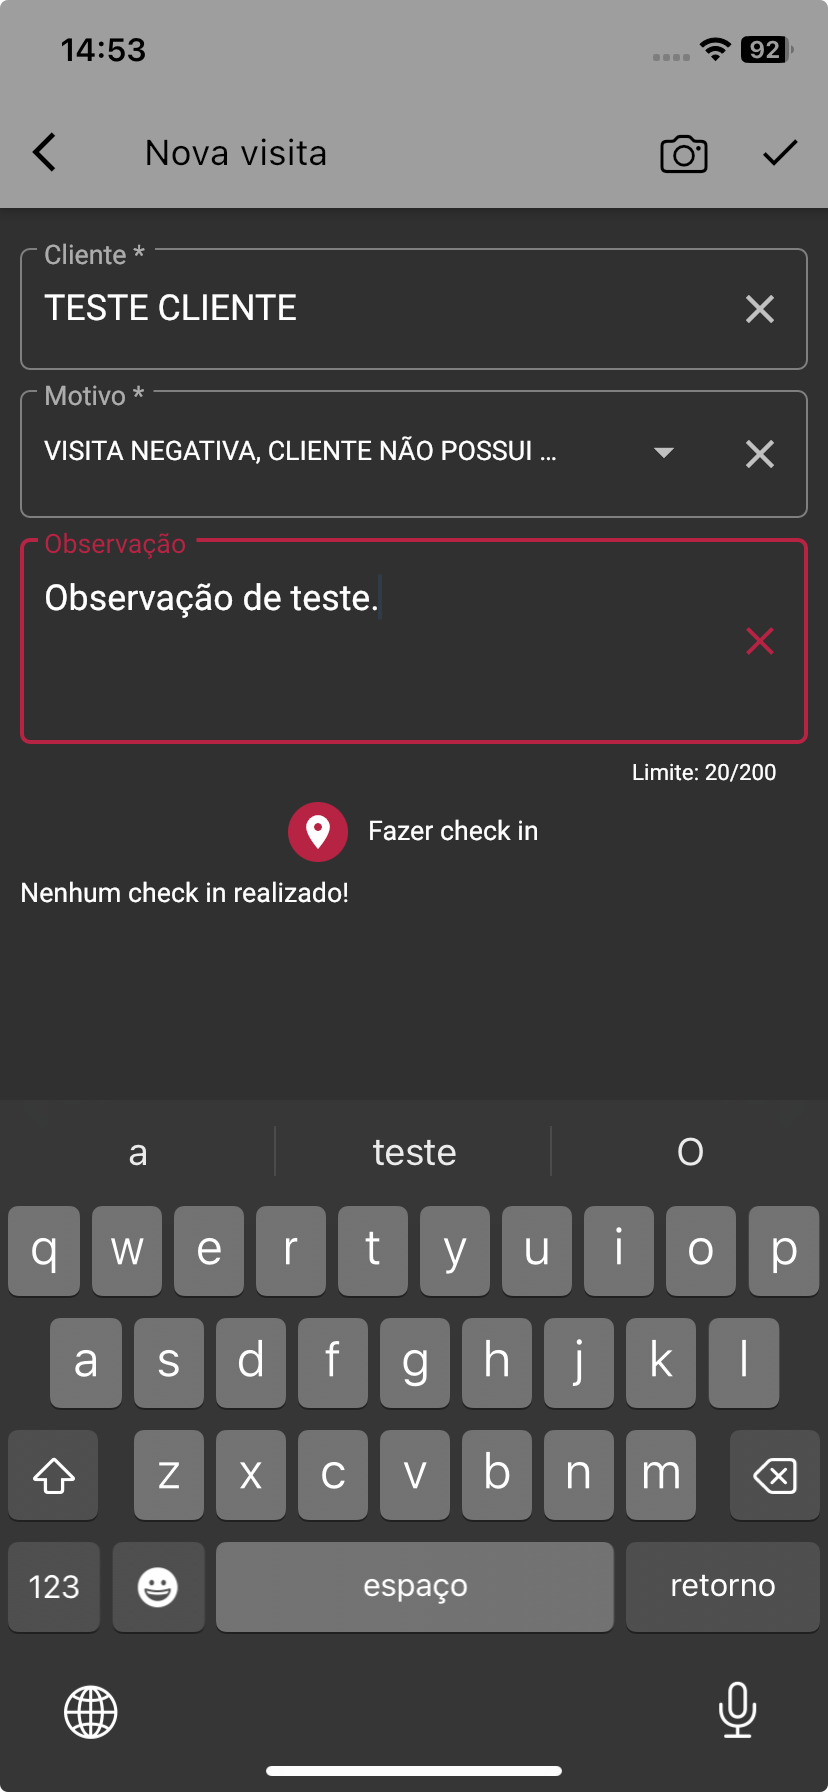 14:53
92
Nova visita
Cliente *
TESTE CLIENTE
Motivo *
VISITA NEGATIVA, CLIENTE NÃO POSSUI ...
Observação
Observação de teste.
Limite: 20/200
Fazer check in
Nenhum check in realizado!
a teste O
q w e r t y u i o p
a s d f g h j k l
z x c v b n m
123 espaço retorno